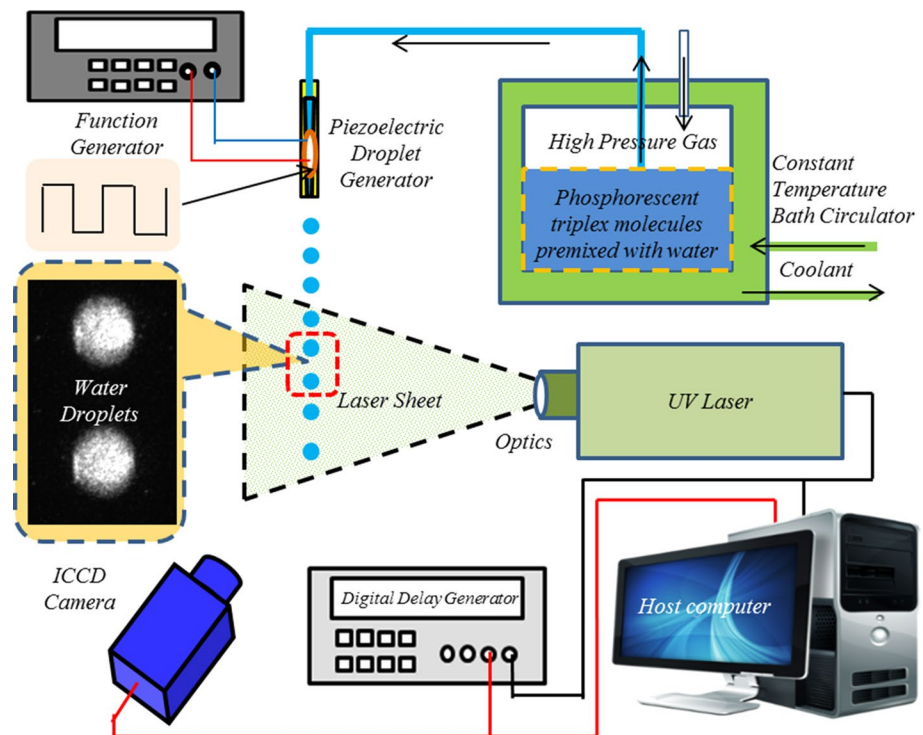 Function
Generator
Piezoelectric
Droplet
Generator
High Pressure Gas
Phosphorescent
triplex molecules
premixed with water
Constant
Temperature
Bath Circulator
Coolant
Water
Droplets
Laser Sheet
Optics
UV Laser
ICCD
Camera
Digital Delay Generator
Host computer